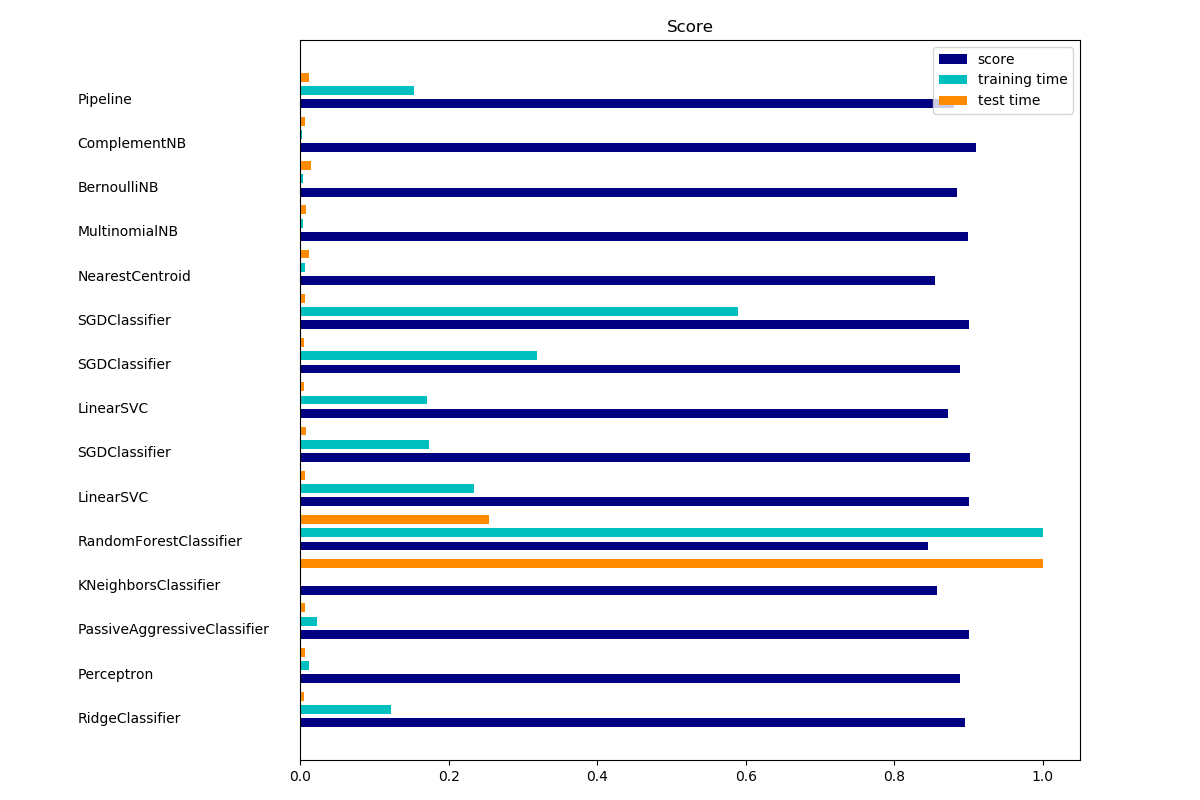 Score
score
training time
test time
Pipeline
ComplementNB
BernoulliNB
MultinomialNB
NearestCentroid
SGDClassifier
SGDClassifier
LinearSVC
SGDClassifier
LinearSVC
RandomForestClassifier
KNeighborsClassifier
PassiveAggressiveClassifier
Perceptron
RidgeClassifier
0.0 0.2 0.4 0.6 0.8 1.0